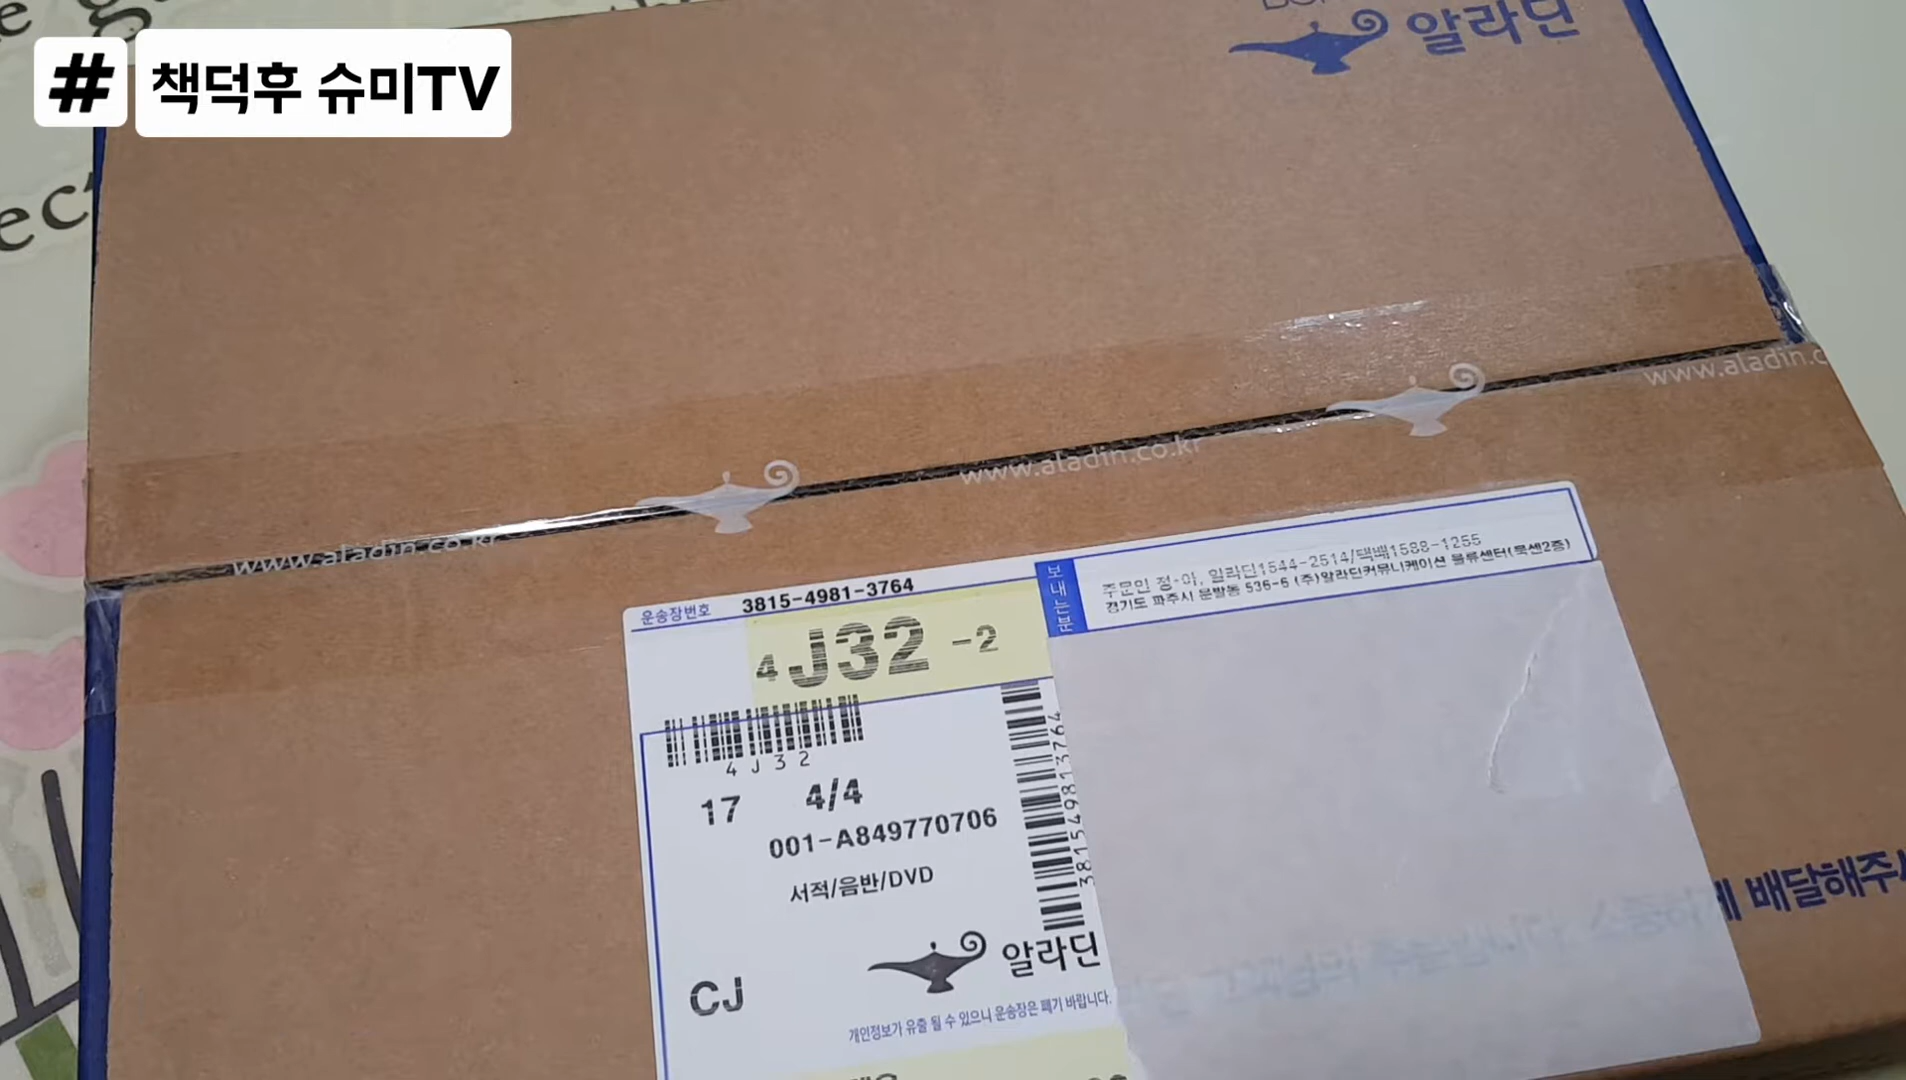 # 책덕후 슈미TV
알라딘
www.aladin.co.kr
www.aladin.co.kr
www.aladin.c
운송장번호 3815-4981-3764
4J32 -2
보내는분
주문인 정*아, 알라딘1544-2514/택배1588-1255
경기도 파주시 문발동 536-6 (주)알라딘커뮤니케이션 물류센터(북센2층)
4J32
17 4/4
001-A849770706
서적/음반/DVD
381549813764
CJ
알라딘
개인정보가 유출 될 수 있으니 운송장은 폐기 바랍니다.
소중하게 배달해주